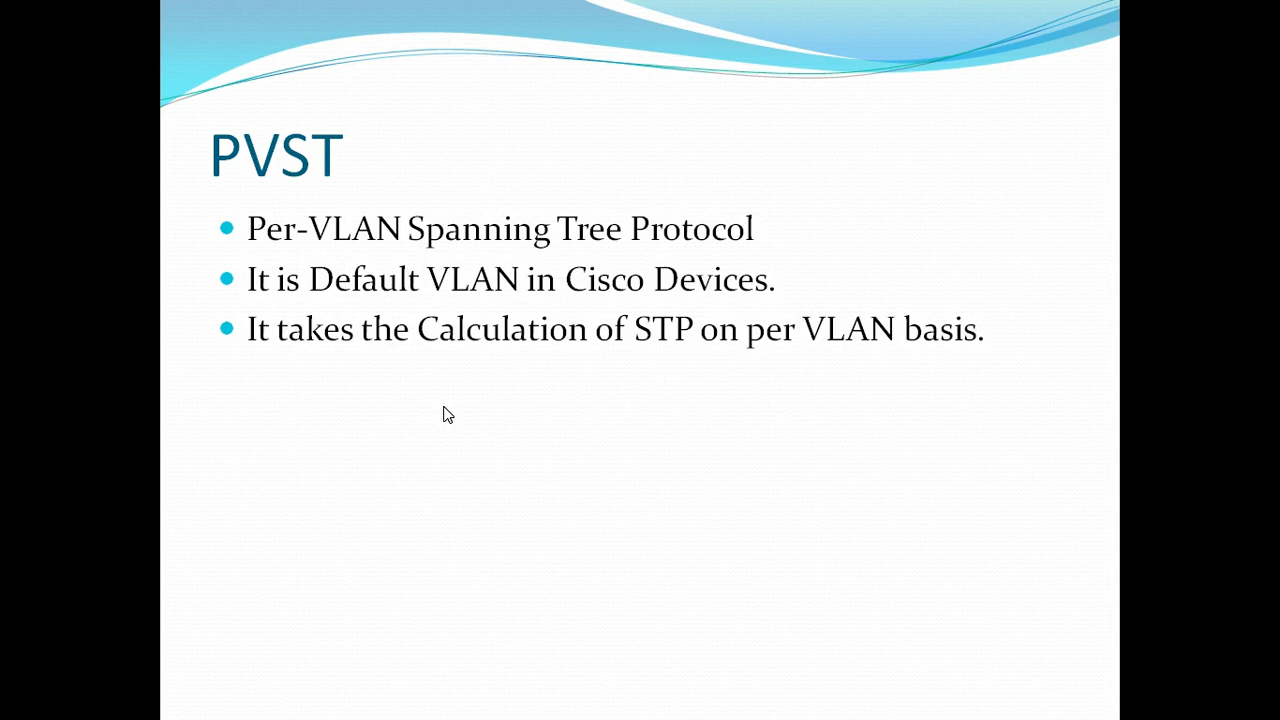 PVST
Per-VLAN Spanning Tree Protocol
It is Default VLAN in Cisco Devices.
It takes the Calculation of STP on per VLAN basis.